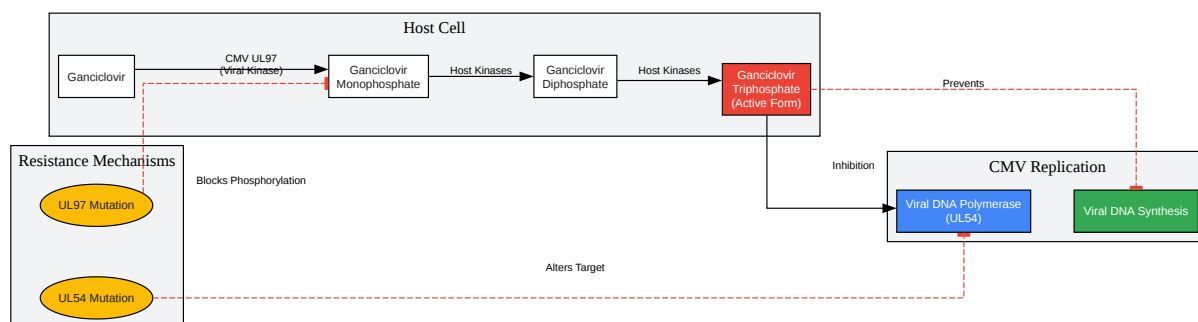 Host Cell
Ganciclovir
CMV UL97
(Viral Kinase)
Ganciclovir
Monophosphate
Host Kinases
Ganciclovir
Diphosphate
Host Kinases
Ganciclovir
Triphosphate
(Active Form)
Prevents
Resistance Mechanisms
UL97 Mutation
Blocks Phosphorylation
UL54 Mutation
Alters Target
Inhibition
CMV Replication
Viral DNA Polymerase
(UL54)
Viral DNA Synthesis